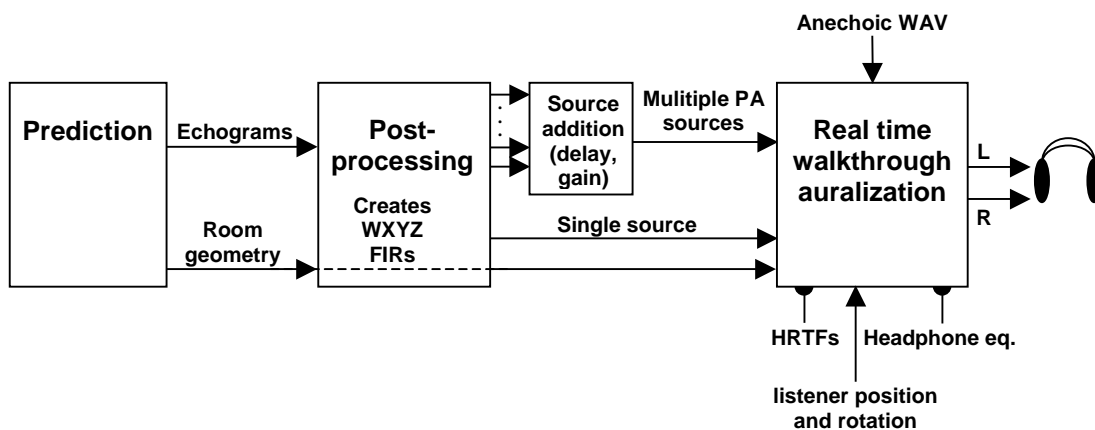 Anechoic WAV
Prediction
Echograms
Room
geometry
Post-
processing
Creates
WXYZ
FIRs
Source
addition
(delay,
gain)
Mulitiple PA
sources
Single source
Real time
walkthrough
auralization
L
R
HRTFs
Headphone eq.
listener position
and rotation